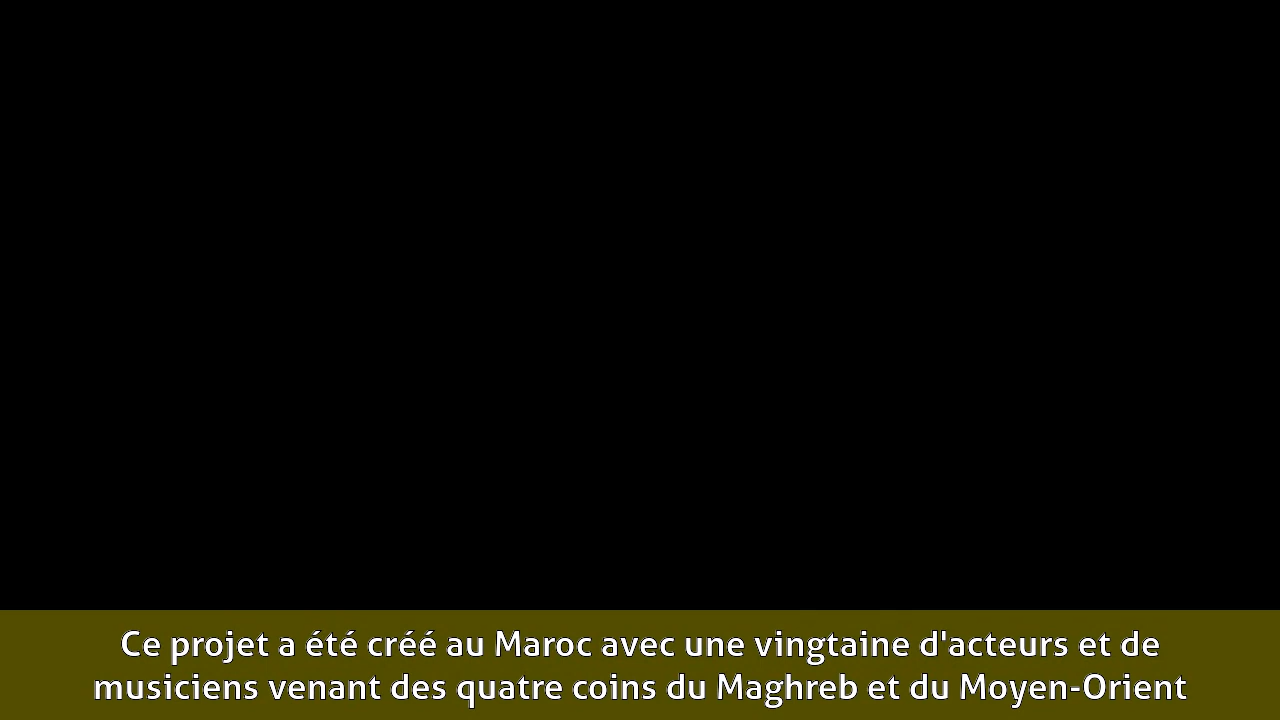 Ce projet a été créé au Maroc avec une vingtaine d'acteurs et de
musiciens venant des quatre coins du Maghreb et du Moyen-Orient